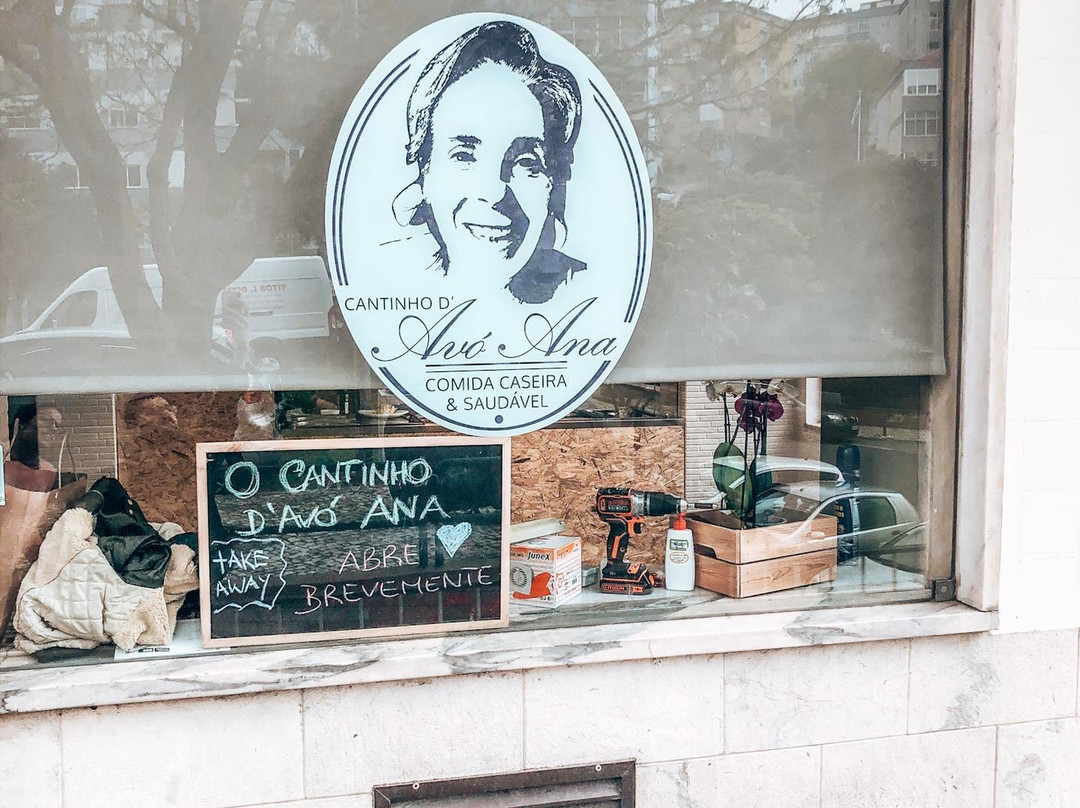 CANTINHO D'
Avó Ana
COMIDA CASEIRA
& SAUDÁVEL
O CANTINHO
D'AVÓ ANA
TAKE
AWAY
ABRE
BREVEMENTE
Junex